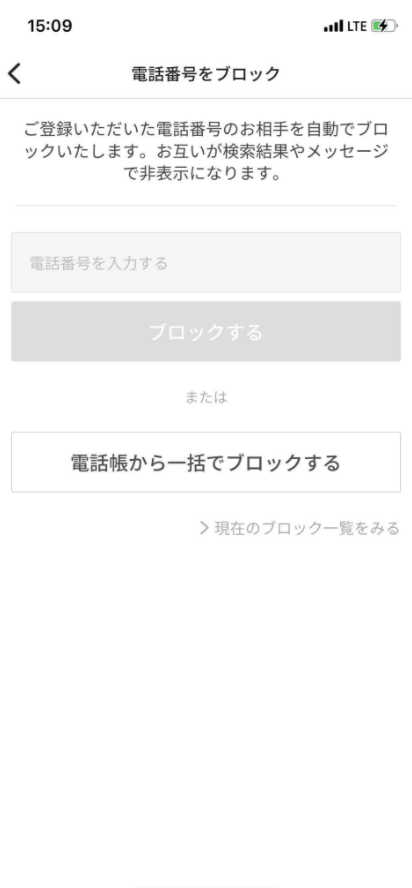 15:09
LTE
電話番号をブロック
ご登録いただいた電話番号のお相手を自動でブロ
ックいたします。お互いが検索結果やメッセージ
で非表示になります。
電話番号を入力する
ブロックする
または
電話帳から一括でブロックする
現在のブロック一覧をみる